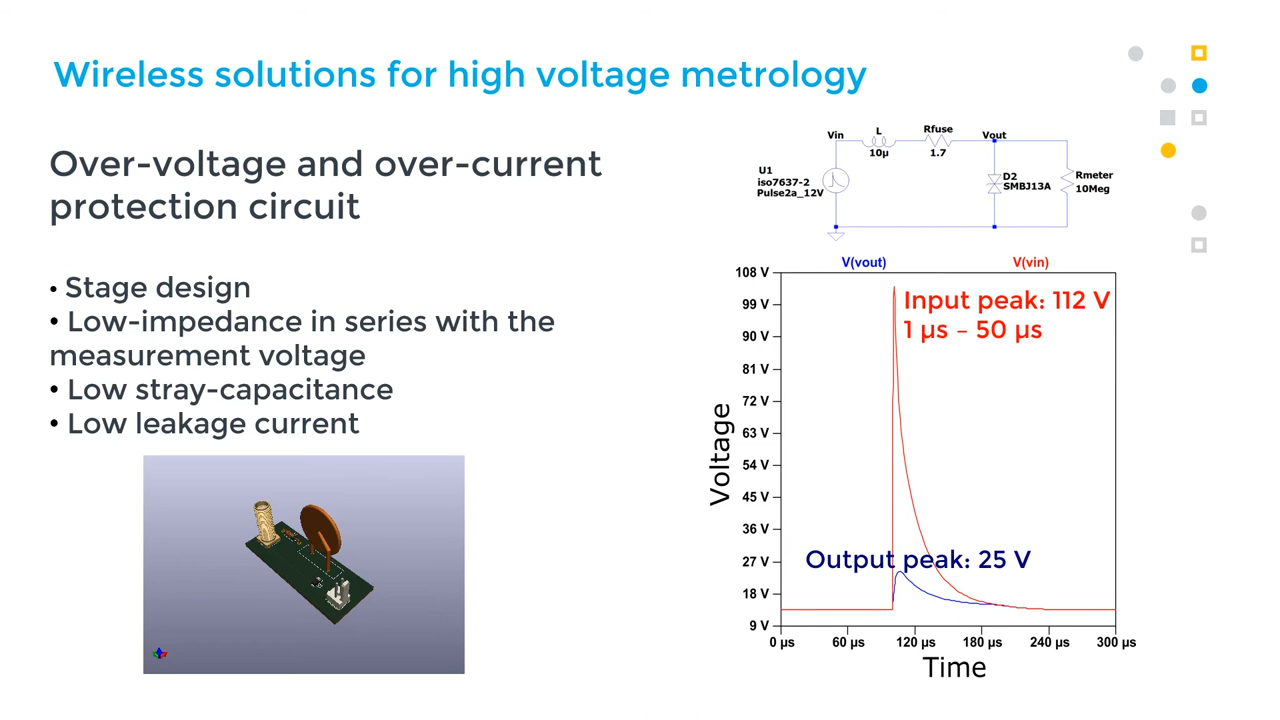 Wireless solutions for high voltage metrology
Over-voltage and over-current
protection circuit
• Stage design
• Low-impedance in series with the
measurement voltage
• Low stray-capacitance
• Low leakage current
Vin
L
10µ
Rfuse
1.7
Vout
U1
iso7637-2
Pulse2a_12V
D2
SMBJ13A
Rmeter
10Meg
V(vout)
V(vin)
108 V
99 V
90 V
81 V
72 V
63 V
54 V
45 V
36 V
27 V
18 V
9 V
Voltage
Input peak: 112 V
1 µs – 50 µs
Output peak: 25 V
0 µs
60 µs
120 µs
180 µs
240 µs
300 µs
Time